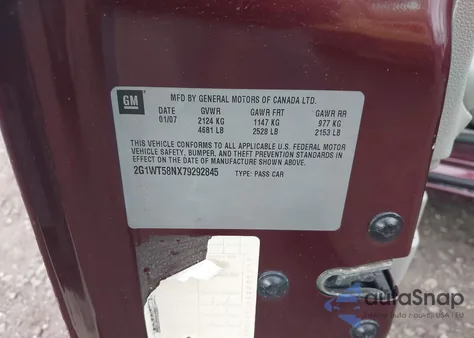 GM
MFD BY GENERAL MOTORS OF CANADA LTD.
DATE GVWR GAWR FRT GAWR RR
01/07 2124 KG 1147 KG 977 KG
4681 LB 2528 LB 2153 LB
THIS VEHICLE CONFORMS TO ALL APPLICABLE U.S. FEDERAL MOTOR
VEHICLE SAFETY, BUMPER, AND THEFT PREVENTION STANDARDS IN
EFFECT ON THE DATE OF MANUFACTURE SHOWN ABOVE.
2G1WT58NX79292845 TYPE: PASS CAR
autoSnap